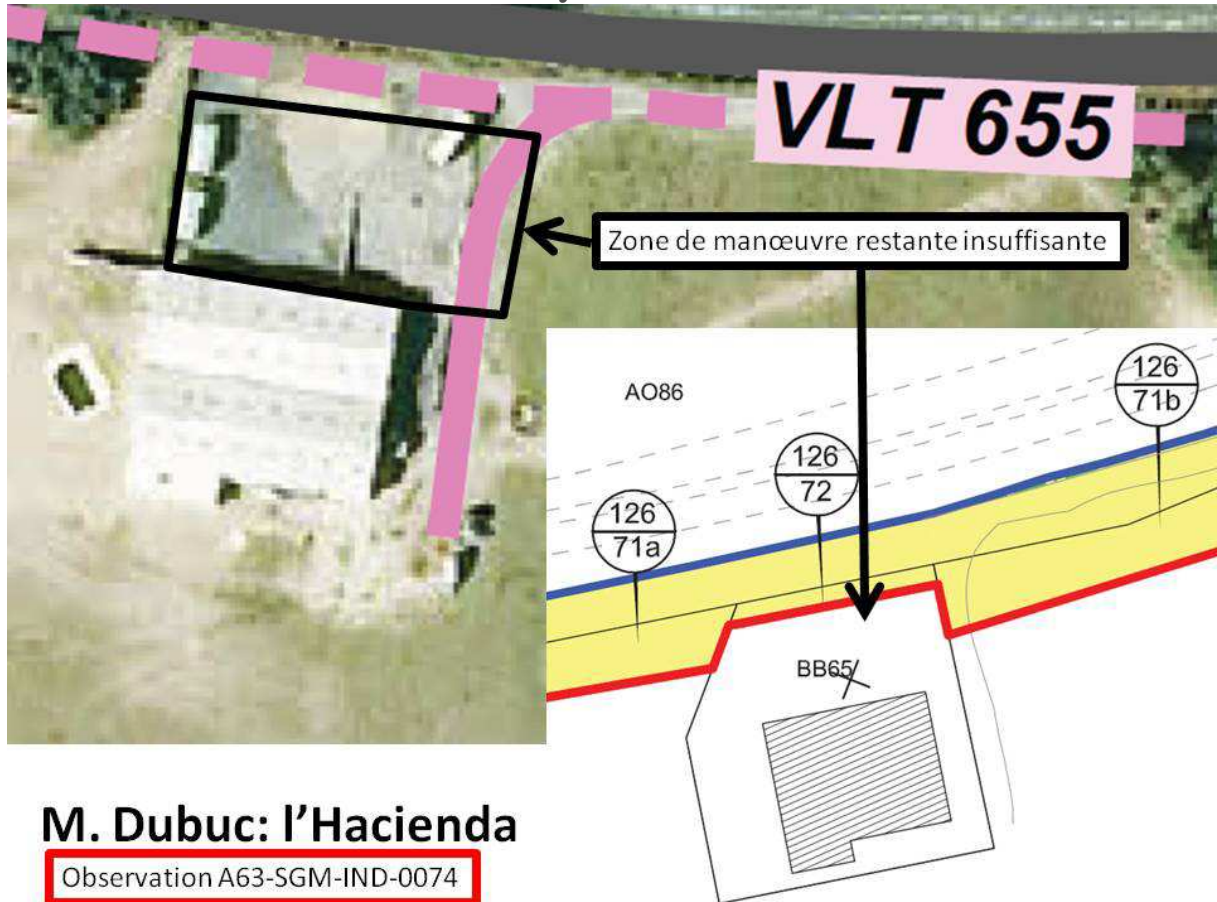 VLT 655
Zone de manœuvre restante insuffisante
AO86
126
71b
126
72
126
71a
BB65
M. Dubuc: l'Hacienda
Observation A63-SGM-IND-0074